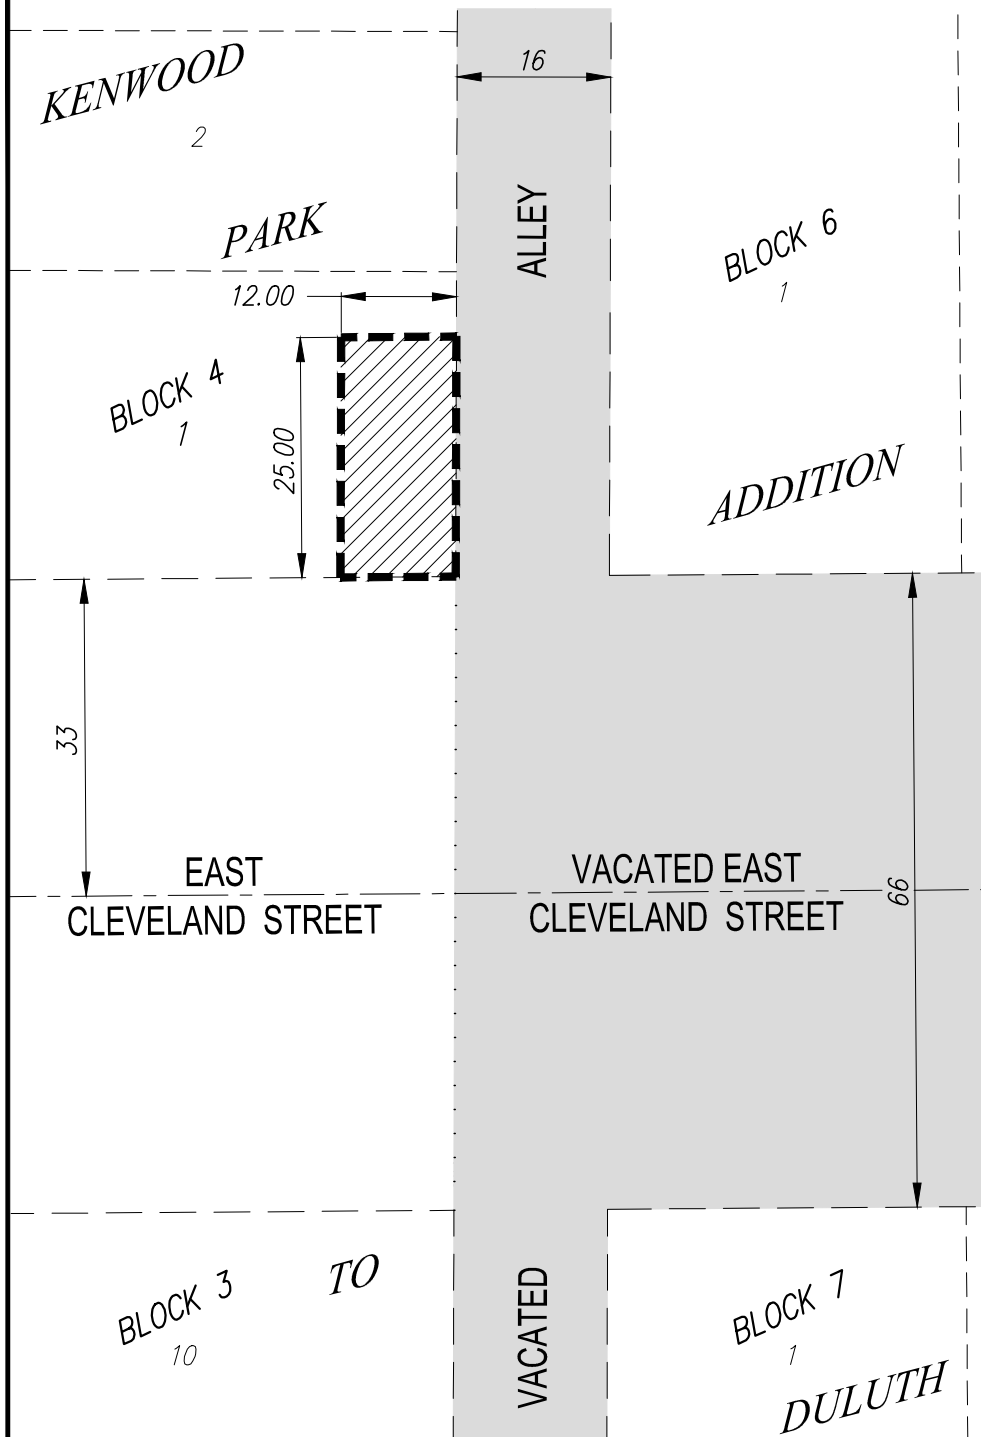 KENWOOD
2
16
PARK
ALLEY
BLOCK 6
1
12.00
BLOCK 4
1
25.00
ADDITION
33
EAST
CLEVELAND STREET
VACATED EAST
CLEVELAND STREET
66
TO
BLOCK 3
10
VACATED
BLOCK 7
1
DULUTH